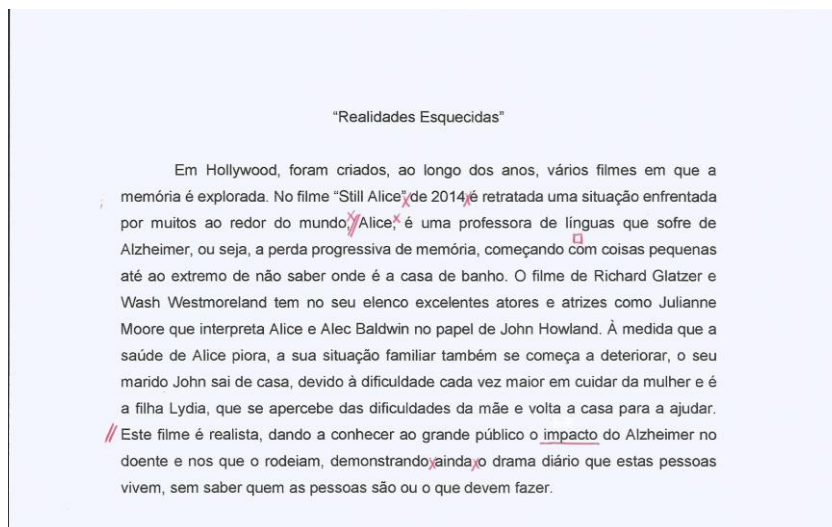 “Realidades Esquecidas”
Em Hollywood, foram criados, ao longo dos anos, vários filmes em que a
memória é explorada. No filme “Still Alice” de 2014 é retratada uma situação enfrentada
por muitos ao redor do mundo, Alice, é uma professora de línguas que sofre de
Alzheimer, ou seja, a perda progressiva de memória, começando com coisas pequenas
até ao extremo de não saber onde é a casa de banho. O filme de Richard Glatzer e
Wash Westmoreland tem no seu elenco excelentes atores e atrizes como Julianne
Moore que interpreta Alice e Alec Baldwin no papel de John Howland. À medida que a
saúde de Alice piora, a sua situação familiar também se começa a deteriorar, o seu
marido John sai de casa, devido à dificuldade cada vez maior em cuidar da mulher e é
a filha Lydia, que se apercebe das dificuldades da mãe e volta a casa para a ajudar.
Este filme é realista, dando a conhecer ao grande público o impacto do Alzheimer no
doente e nos que o rodeiam, demonstrando ainda o drama diário que estas pessoas
vivem, sem saber quem as pessoas são ou o que devem fazer.